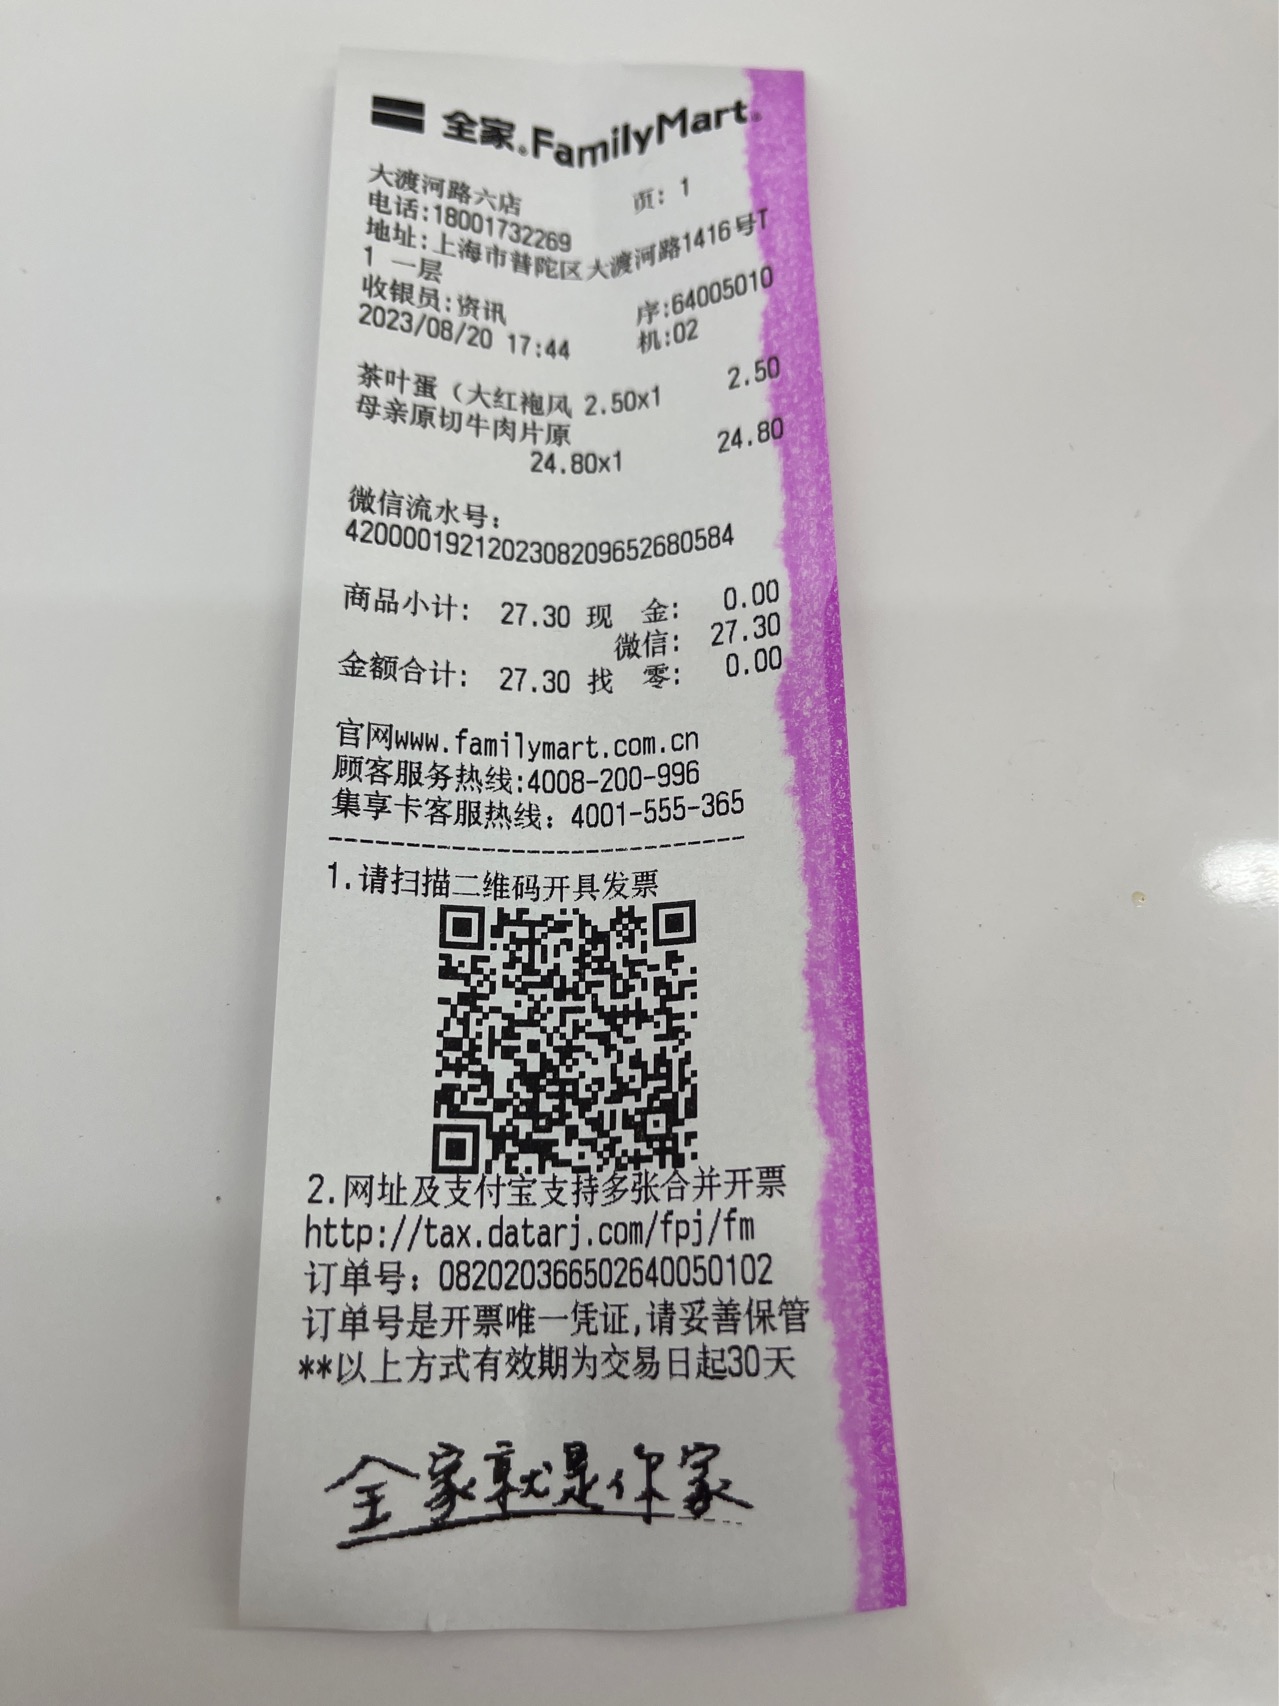 全家®FamilyMart®
大渡河路六店 页: 1
电话:18001732269
地址:上海市普陀区大渡河路1416号T
1 一层
收银员:资讯 序:64005010
2023/08/20 17:44 机:02
茶叶蛋（大红袍风 2.50x1 2.50
母亲原切牛肉片原
24.80x1 24.80
微信流水号:
4200001921202308209652680584
商品小计: 27.30 现 金: 0.00
微信: 27.30
金额合计: 27.30 找 零: 0.00
官网www.familymart.com.cn
顾客服务热线:4008-200-996
集享卡客服热线: 4001-555-365
1.请扫描二维码开具发票
2.网址及支付宝支持多张合并开票
http://tax.datarj.com/fpj/fm
订单号: 082020366502640050102
订单号是开票唯一凭证,请妥善保管
**以上方式有效期为交易日起30天
全家就是你家